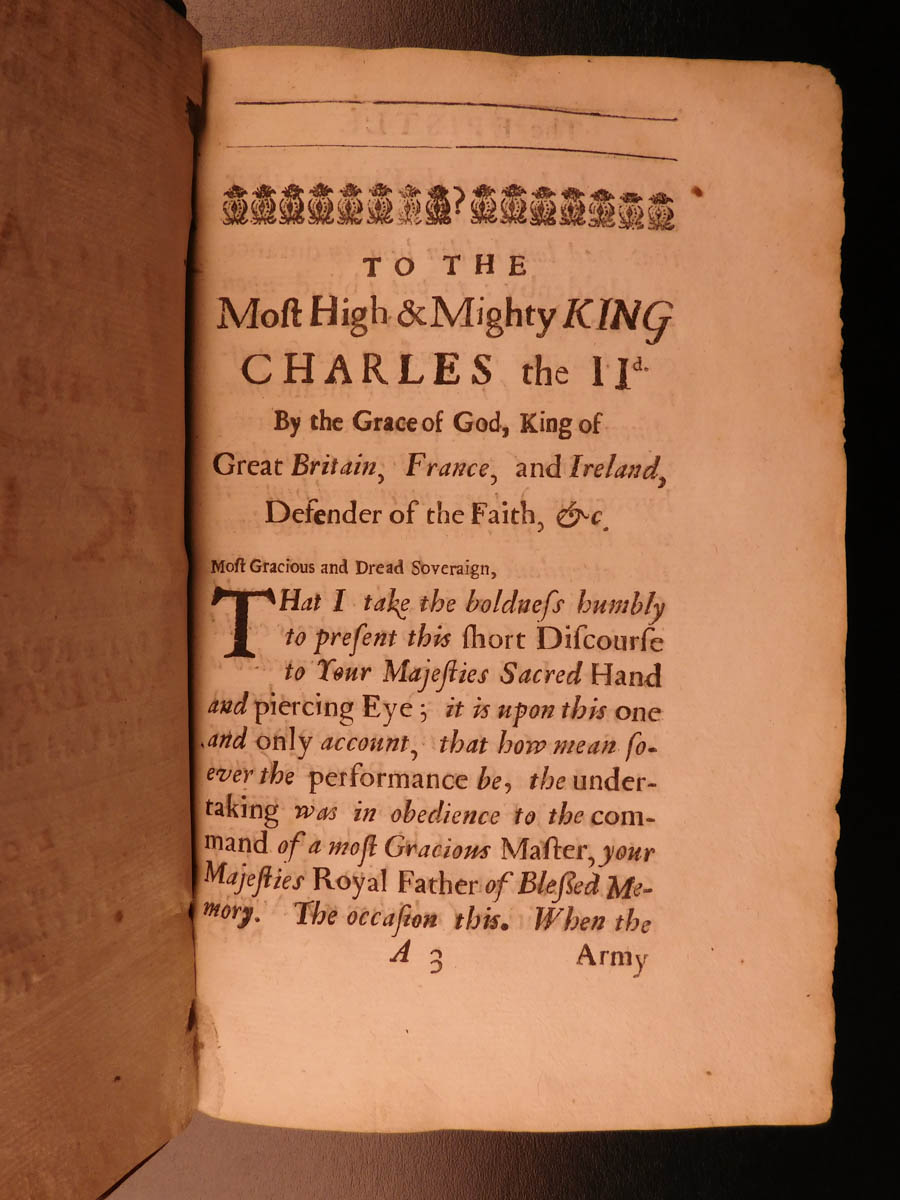 TO THE
Moſt High & Mighty KING
CHARLES the IId.
By the Grace of God, King of
Great Britain, France, and Ireland,
Defender of the Faith, &c.
Moſt Gracious and Dread Soveraign,
THat I take the boldneſs humbly
to preſent this ſhort Diſcourſe
to Your Majeſties Sacred Hand
and piercing Eye; it is upon this one
and only account, that how mean ſo-
ever the performance be, the under-
taking was in obedience to the com-
mand of a moſt Gracious Maſter, your
Majeſties Royal Father of Bleſſed Me-
mory. The occaſion this. When the
A 3 Army